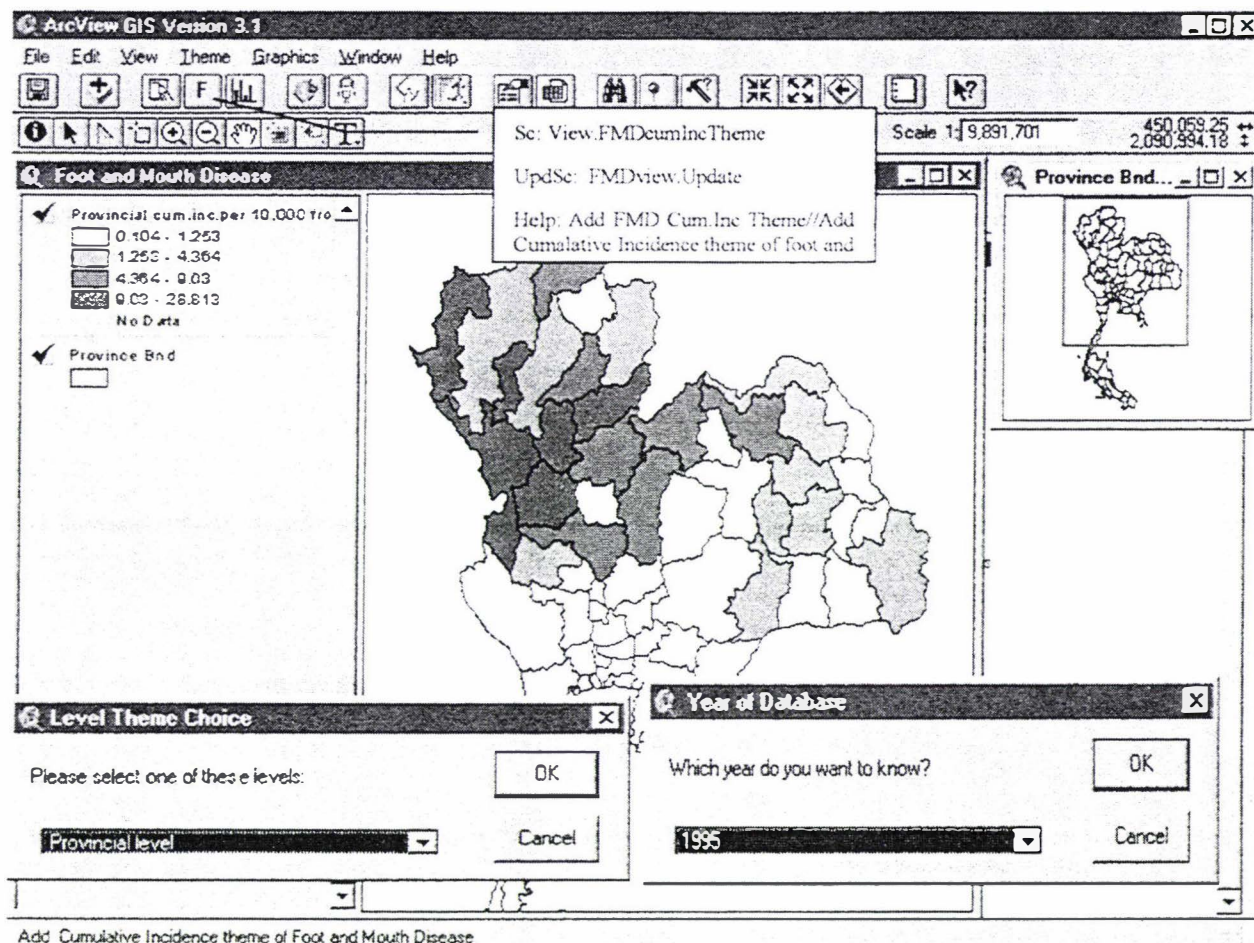 ArcView GIS Version 3.1
File Edit View Theme Graphics Window Help
F
T
Scale 1: 9,891,701
450,059.25
2,090,994.18
Sc: View.FMDcumIncTheme
UpdSc: FMDview.Update
Help: Add FMD Cum.Inc Theme//Add
Cumalative Incidence theme of foot and
Foot and Mouth Disease
Provincial cum.inc.per 10,000 fro
0.104 - 1.253
1.253 - 4.364
4.364 - 9.03
9.03 - 28.813
No Data
Province Bnd
Province Bnd...
Level Theme Choice
Please select one of these levels:
OK
Provincial level
Cancel
Year of Database
Which year do you want to know?
OK
1995
Cancel
Add Cumulative Incidence theme of Foot and Mouth Disease